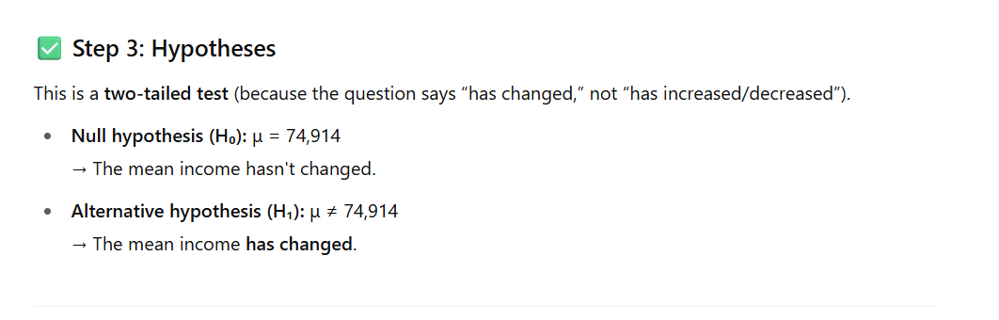 ✅ Step 3: Hypotheses
This is a two-tailed test (because the question says “has changed,” not “has increased/decreased”).
• Null hypothesis (H₀): μ = 74,914
→ The mean income hasn't changed.
• Alternative hypothesis (H₁): μ ≠ 74,914
→ The mean income has changed.